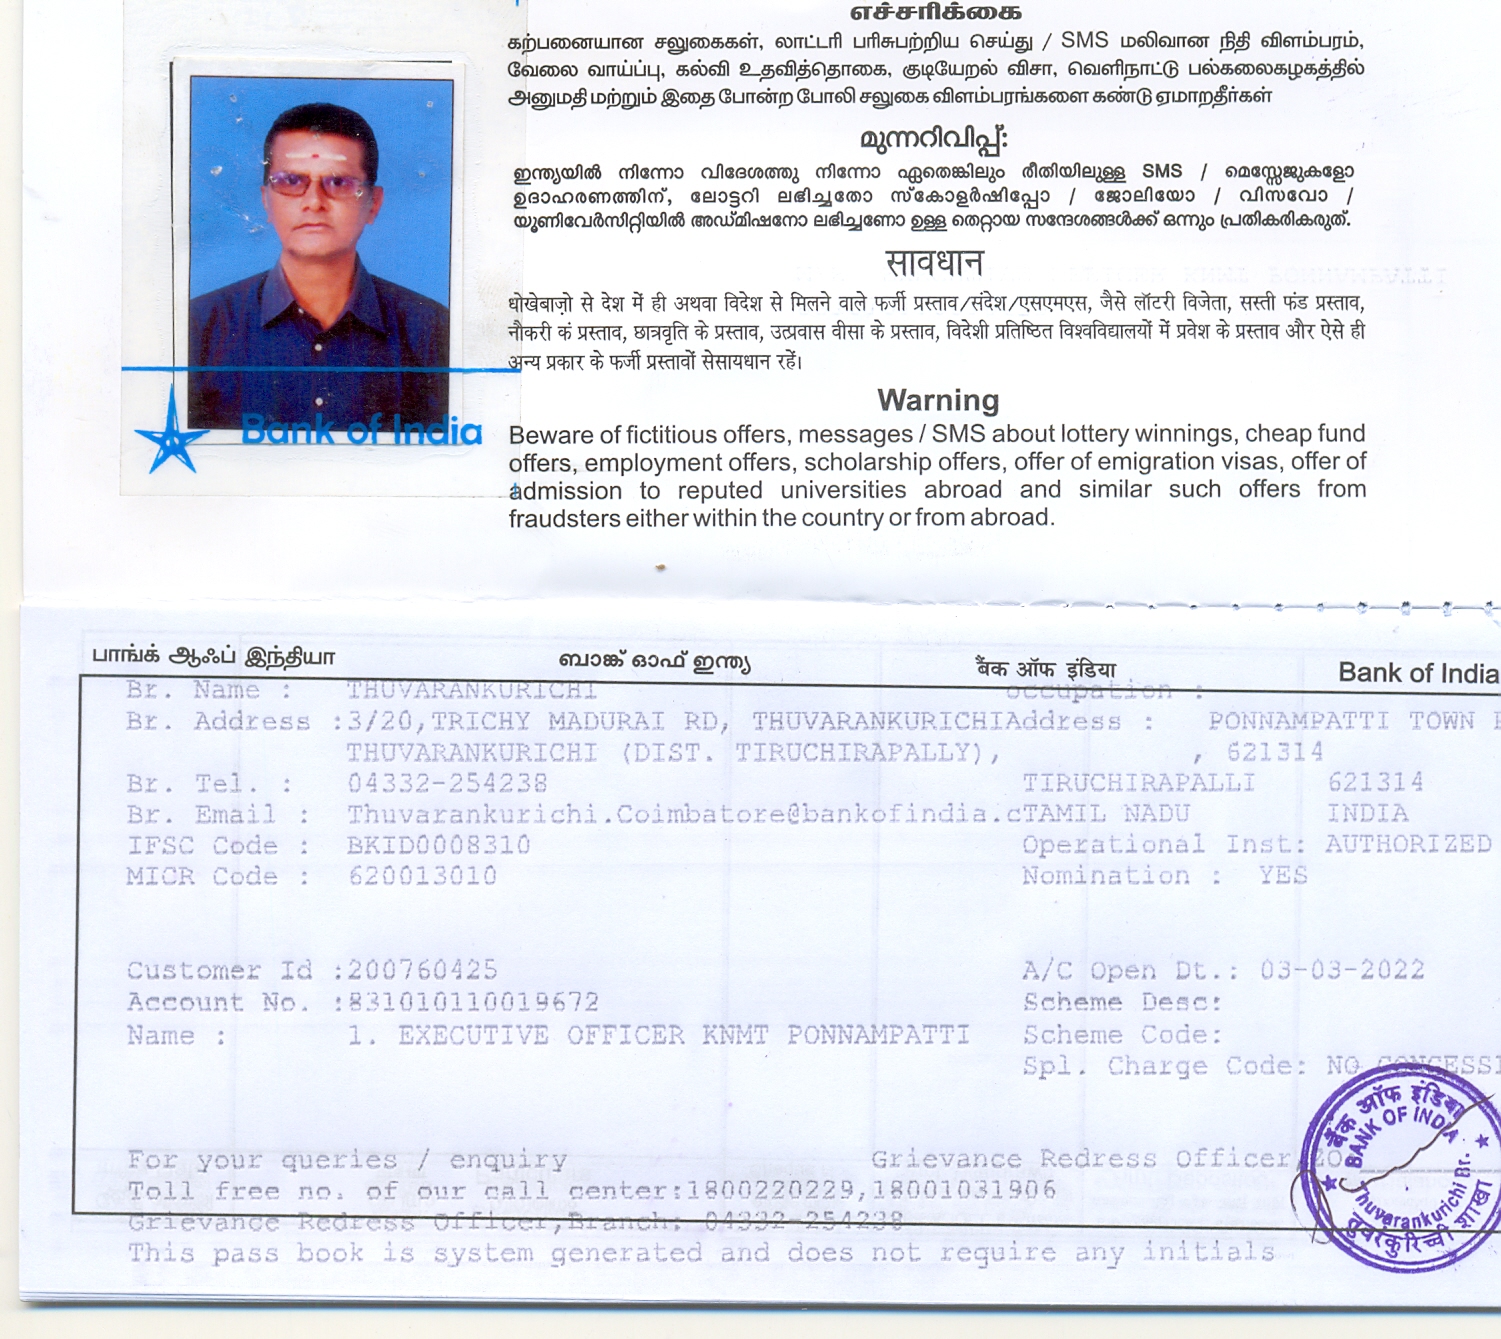 எச்சரிக்கை
கற்பனையான சலுகைகள், லாட்டரி பரிசுபற்றிய செய்து / SMS மலிவான நிதி விளம்பரம்,
வேலை வாய்ப்பு, கல்வி உதவித்தொகை, குடியேறல் விசா, வெளிநாட்டு பல்கலைகழகத்தில்
அனுமதி மற்றும் இதை போன்ற போலி சலுகை விளம்பரங்களை கண்டு ஏமாறதீர்கள்
മുന്നറിവിപ്പ്:
ഇന്ത്യയിൽ നിന്നോ വിദേശത്തു നിന്നോ ഏതെങ്കിലും രീതിയിലുള്ള SMS / മെസ്സേജുകളോ
ഉദാഹരണത്തിന്, ലോട്ടറി ലഭിച്ചതോ സ്കോളർഷിപ്പോ / ജോലിയോ / വിസവോ /
യൂണിവേർസിറ്റിയിൽ അഡ്മിഷനോ ലഭിച്ചണോ ഉള്ള തെറ്റായ സന്ദേശങ്ങൾക്ക് ഒന്നും പ്രതികരികരുത്.
सावधान
धोखेबाज़ो से देश में ही अथवा विदेश से मिलने वाले फर्जी प्रस्ताव/संदेश/एसएमएस, जैसे लॉटरी विजेता, सस्ती फंड प्रस्ताव,
नौकरी कं प्रस्ताव, छात्रवृति के प्रस्ताव, उत्प्रवास वीसा के प्रस्ताव, विदेशी प्रतिष्ठित विश्वविद्यालयों में प्रवेश के प्रस्ताव और ऐसे ही
अन्य प्रकार के फर्जी प्रस्तावों सेसायधान रहें।
Warning
Bank of India
Beware of fictitious offers, messages / SMS about lottery winnings, cheap fund
offers, employment offers, scholarship offers, offer of emigration visas, offer of
admission to reputed universities abroad and similar such offers from
fraudsters either within the country or from abroad.
பாங்க் ஆஃப் இந்தியா ബാങ്ക് ഓഫ് ഇന്ത്യ बैंक ऑफ इंडिया Bank of India
Br. Name : THUVARANKURICHI occupation :
Br. Address :3/20,TRICHY MADURAI RD, THUVARANKURICHIAddress : PONNAMPATTI TOWN
THUVARANKURICHI (DIST. TIRUCHIRAPALLY), , 621314
Br. Tel. : 04332-254238 TIRUCHIRAPALLI 621314
Br. Email : Thuvarankurichi.Coimbatore@bankofindia.cTAMIL NADU INDIA
IFSC Code : BKID0008310 Operational Inst: AUTHORIZED
MICR Code : 620013010 Nomination : YES
Customer Id :200760425 A/C Open Dt.: 03-03-2022
Account No. :831010110019672 Scheme Desc:
Name : 1. EXECUTIVE OFFICER KNMT PONNAMPATTI Scheme Code:
Spl. Charge Code: NO CONCESSI
For your queries / enquiry Grievance Redress Officer,ZO
Toll free no. of our call center:1800220229,18001031906
Grievance Redress Officer,Branch: 04332-254238
This pass book is system generated and does not require any initials
बैंक ऑफ इंडिया
BANK OF INDIA
Thuvarankurichi Br.
तुवरंकुरिच्ची शाखा